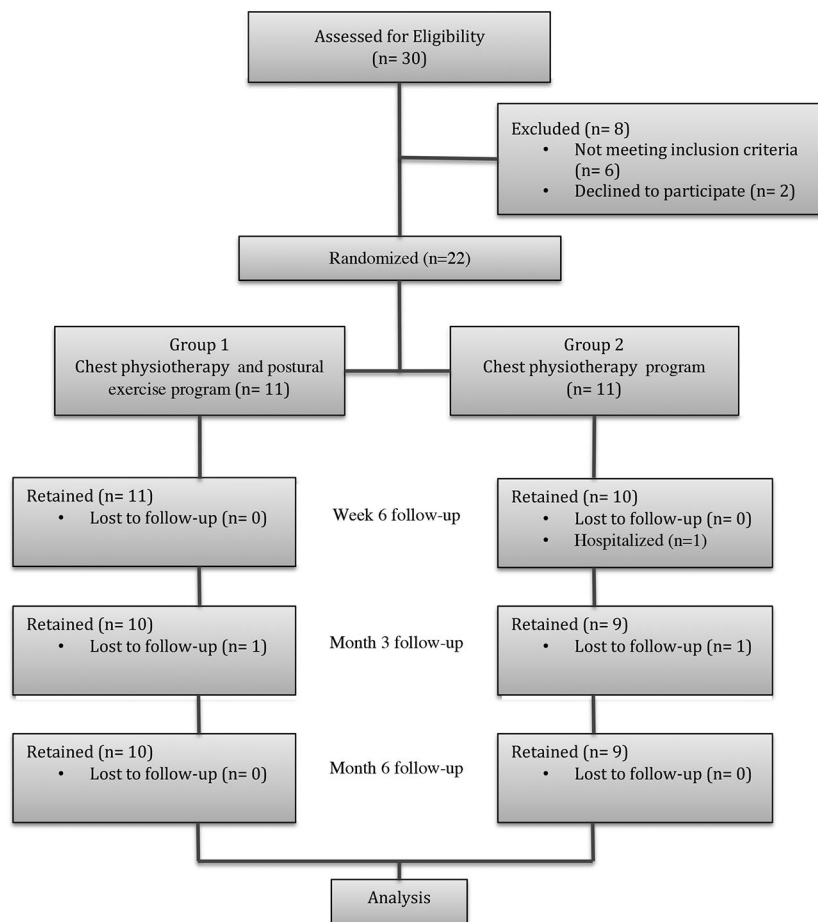 Assessed for Eligibility
(n= 30)
Excluded (n= 8)
• Not meeting inclusion criteria
(n= 6)
• Declined to participate (n= 2)
Randomized (n=22)
Group 1
Chest physiotherapy and postural
exercise program (n= 11)
Group 2
Chest physiotherapy program
(n= 11)
Retained (n= 11)
• Lost to follow-up (n= 0)
Week 6 follow-up
Retained (n= 10)
• Lost to follow-up (n= 0)
• Hospitalized (n=1)
Retained (n= 10)
• Lost to follow-up (n= 1)
Month 3 follow-up
Retained (n= 9)
• Lost to follow-up (n= 1)
Retained (n= 10)
• Lost to follow-up (n= 0)
Month 6 follow-up
Retained (n= 9)
• Lost to follow-up (n= 0)
Analysis